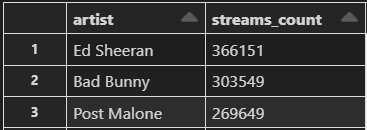 artist streams_count
1 Ed Sheeran 366151
2 Bad Bunny 303549
3 Post Malone 269649